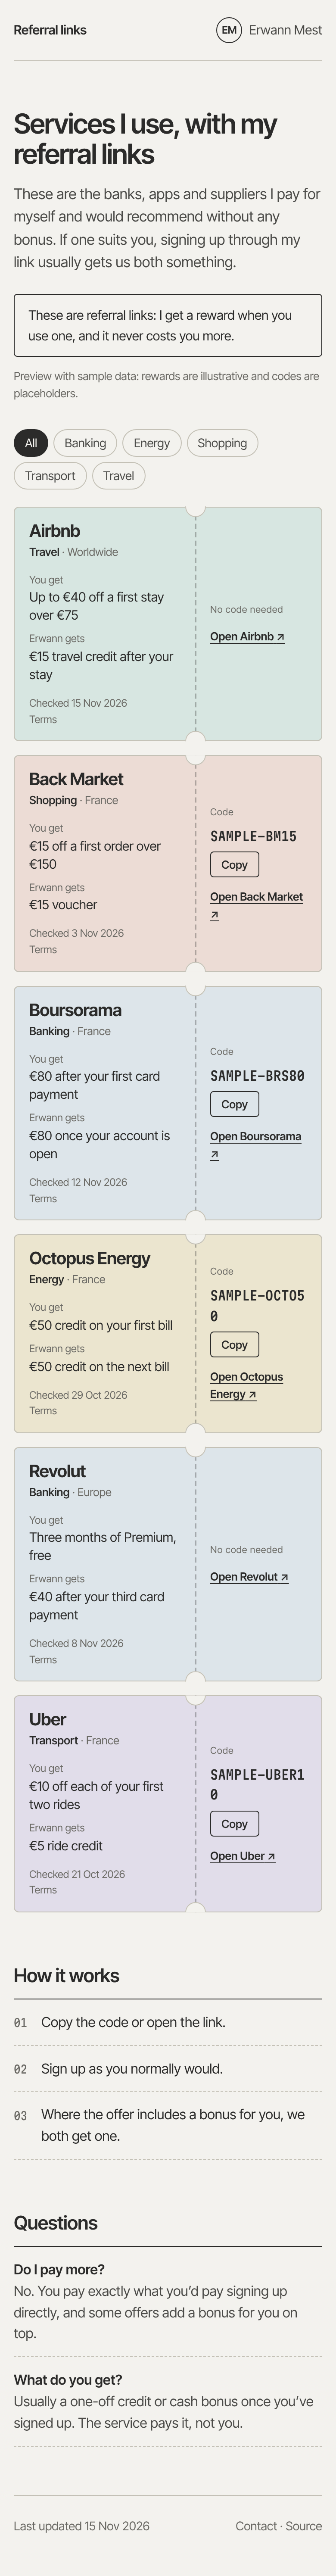 Referral links
EM Erwann Mest
Services I use, with my
referral links
These are the banks, apps and suppliers I pay for
myself and would recommend without any
bonus. If one suits you, signing up through my
link usually gets us both something.
These are referral links: I get a reward when you
use one, and it never costs you more.
Preview with sample data: rewards are illustrative and codes are
placeholders.
All Banking Energy Shopping
Transport Travel
Airbnb
Travel · Worldwide
You get
Up to €40 off a first stay
over €75
Erwann gets
€15 travel credit after your
stay
Checked 15 Nov 2026
Terms
No code needed
Open Airbnb ↗
Back Market
Shopping · France
You get
€15 off a first order over
€150
Erwann gets
€15 voucher
Checked 3 Nov 2026
Terms
Code
SAMPLE-BM15
Copy
Open Back Market
↗
Boursorama
Banking · France
You get
€80 after your first card
payment
Erwann gets
€80 once your account is
open
Checked 12 Nov 2026
Terms
Code
SAMPLE-BRS80
Copy
Open Boursorama
↗
Octopus Energy
Energy · France
You get
€50 credit on your first bill
Erwann gets
€50 credit on the next bill
Checked 29 Oct 2026
Terms
Code
SAMPLE-OCTO5
0
Copy
Open Octopus
Energy ↗
Revolut
Banking · Europe
You get
Three months of Premium,
free
Erwann gets
€40 after your third card
payment
Checked 8 Nov 2026
Terms
No code needed
Open Revolut ↗
Uber
Transport · France
You get
€10 off each of your first
two rides
Erwann gets
€5 ride credit
Checked 21 Oct 2026
Terms
Code
SAMPLE-UBER1
0
Copy
Open Uber ↗
How it works
01 Copy the code or open the link.
02 Sign up as you normally would.
03 Where the offer includes a bonus for you, we
both get one.
Questions
Do I pay more?
No. You pay exactly what you’d pay signing up
directly, and some offers add a bonus for you on
top.
What do you get?
Usually a one-off credit or cash bonus once you’ve
signed up. The service pays it, not you.
Last updated 15 Nov 2026
Contact · Source